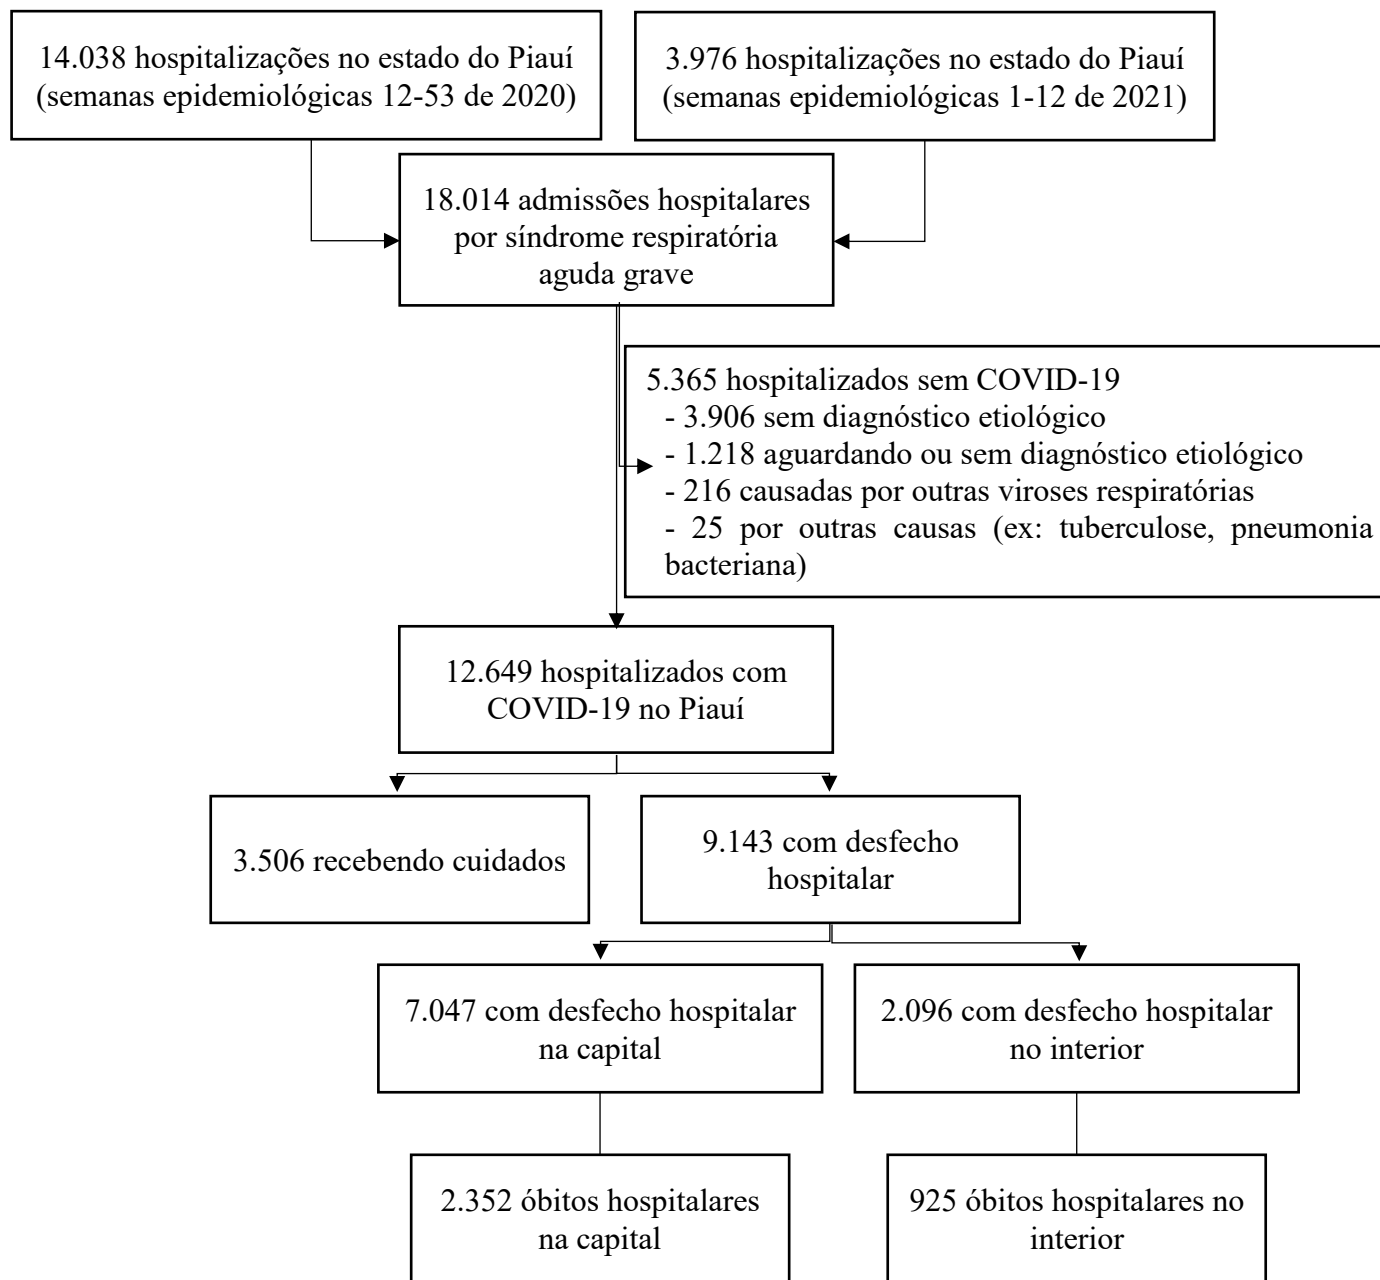 14.038 hospitalizações no estado do Piauí
(semanas epidemiológicas 12-53 de 2020)
3.976 hospitalizações no estado do Piauí
(semanas epidemiológicas 1-12 de 2021)
18.014 admissões hospitalares
por síndrome respiratória
aguda grave
5.365 hospitalizados sem COVID-19
- 3.906 sem diagnóstico etiológico
- 1.218 aguardando ou sem diagnóstico etiológico
- 216 causadas por outras viroses respiratórias
- 25 por outras causas (ex: tuberculose, pneumonia
bacteriana)
12.649 hospitalizados com
COVID-19 no Piauí
3.506 recebendo cuidados
9.143 com desfecho
hospitalar
7.047 com desfecho hospitalar
na capital
2.096 com desfecho hospitalar
no interior
2.352 óbitos hospitalares
na capital
925 óbitos hospitalares no
interior